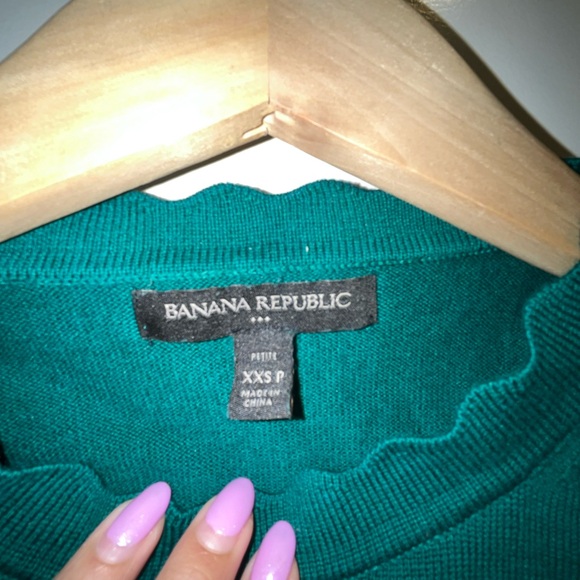 BANANA REPUBLIC
PETITE
XXS P
MADE IN
CHINA